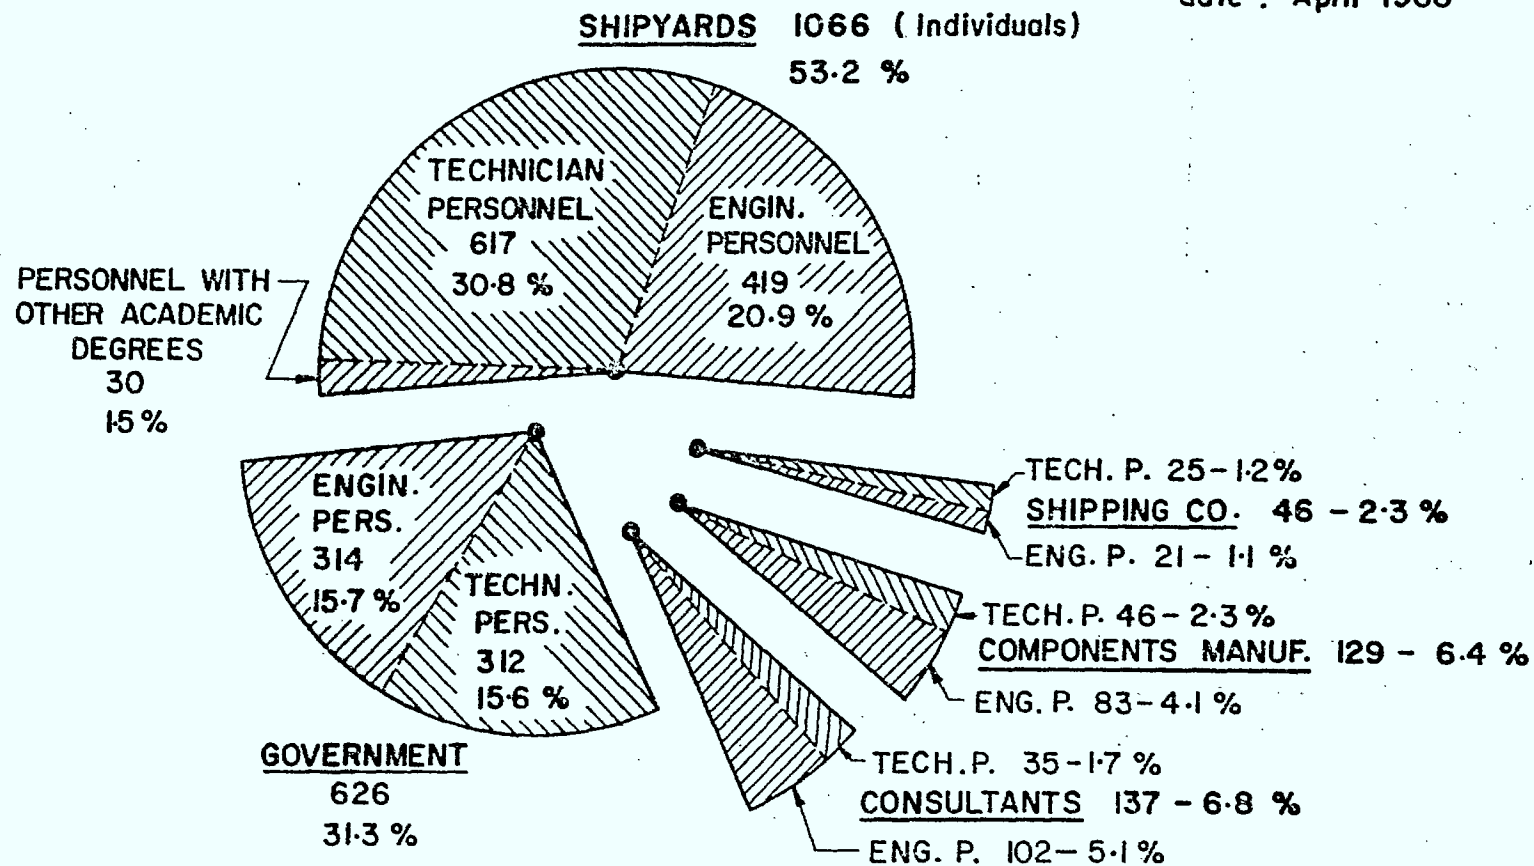 SHIPYARDS 1066 (Individuals)
53·2 %
TECHNICIAN
PERSONNEL
617
30·8 %
ENGIN.
PERSONNEL
419
20·9 %
PERSONNEL WITH
OTHER ACADEMIC
DEGREES
30
1·5 %
ENGIN.
PERS.
314
15·7 %
TECHN.
PERS.
312
15·6 %
GOVERNMENT
626
31·3 %
TECH. P. 25-1·2%
SHIPPING CO. 46 - 2·3 %
ENG. P. 21 - 1·1 %
TECH. P. 46-2·3 %
COMPONENTS MANUF. 129 - 6.4 %
ENG. P. 83-4·1 %
TECH.P. 35-1·7 %
CONSULTANTS 137 - 6·8 %
ENG. P. 102- 5·1 %